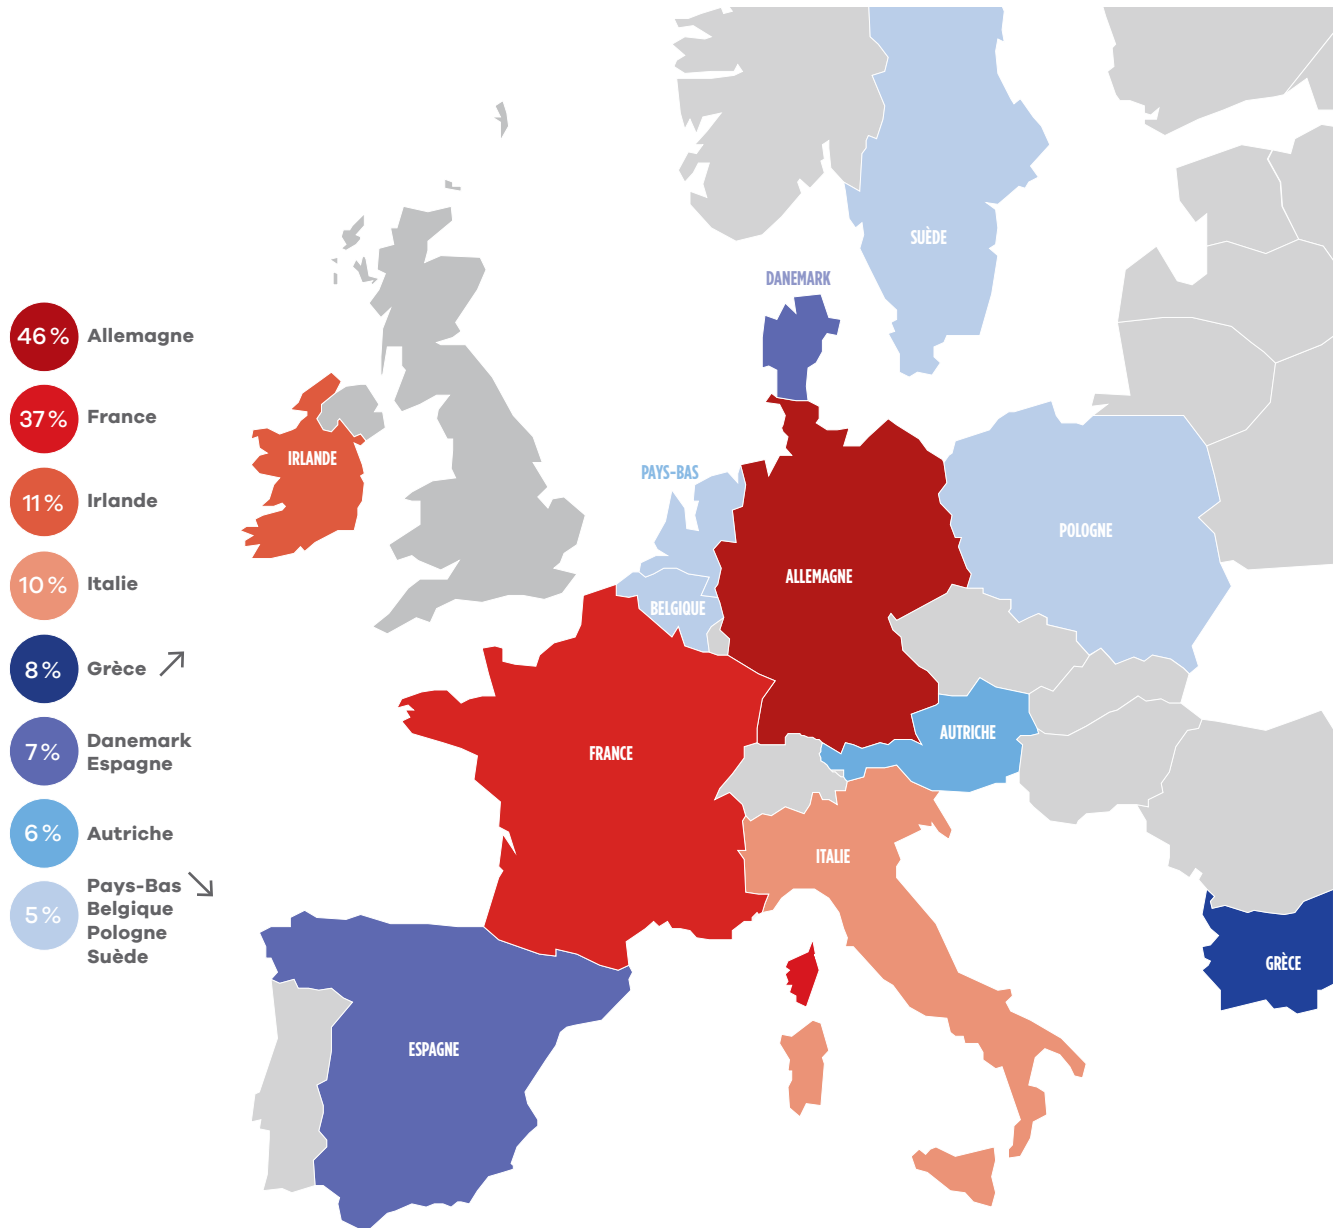 46 % Allemagne
37 % France
11 % Irlande
10 % Italie
8 % Grèce
7 % Danemark
Espagne
6 % Autriche
5 % Pays-Bas
Belgique
Pologne
Suède
SUÈDE
DANEMARK
IRLANDE
PAYS-BAS
POLOGNE
ALLEMAGNE
BELGIQUE
AUTRICHE
FRANCE
ITALIE
GRÈCE
ESPAGNE